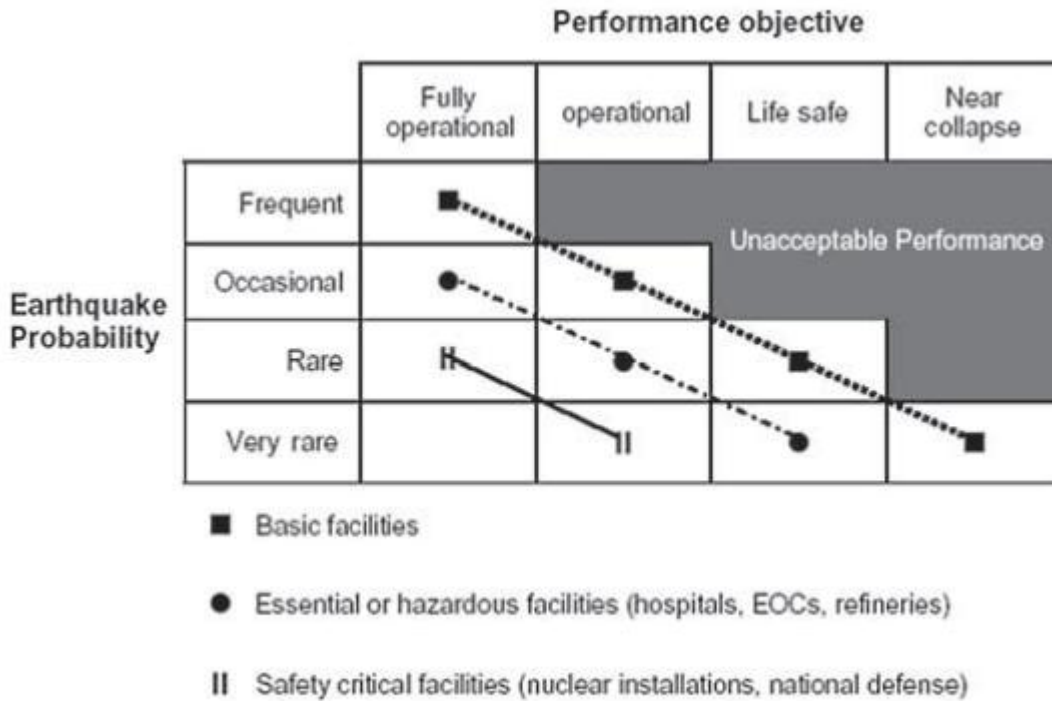 Performance objective
Fully
operational
operational
Life safe
Near
collapse
Frequent
Unacceptable Performance
Occasional
Earthquake
Probability
Rare
Very rare
Basic facilities
Essential or hazardous facilities (hospitals, EOCs, refineries)
Safety critical facilities (nuclear installations, national defense)